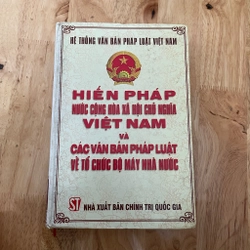 HỆ THỐNG VĂN BẢN PHÁP LUẬT VIỆT NAM
HIẾN PHÁP
NƯỚC CỘNG HÒA XÃ HỘI CHỦ NGHĨA
VIỆT NAM
VÀ
CÁC VĂN BẢN PHÁP LUẬT
VỀ TỔ CHỨC BỘ MÁY NHÀ NƯỚC
ST NHÀ XUẤT BẢN CHÍNH TRỊ QUỐC GIA